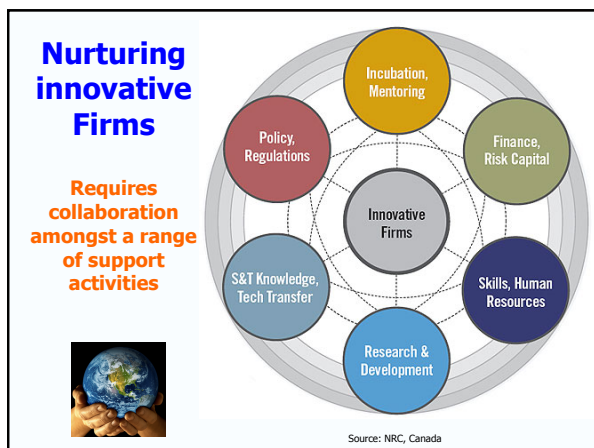 Nurturing
innovative
Firms
Requires
collaboration
amongst a range
of support
activities
Incubation,
Mentoring
Policy,
Regulations
Finance,
Risk Capital
Innovative
Firms
S&T Knowledge,
Tech Transfer
Skills, Human
Resources
Research &
Development
Source: NRC, Canada